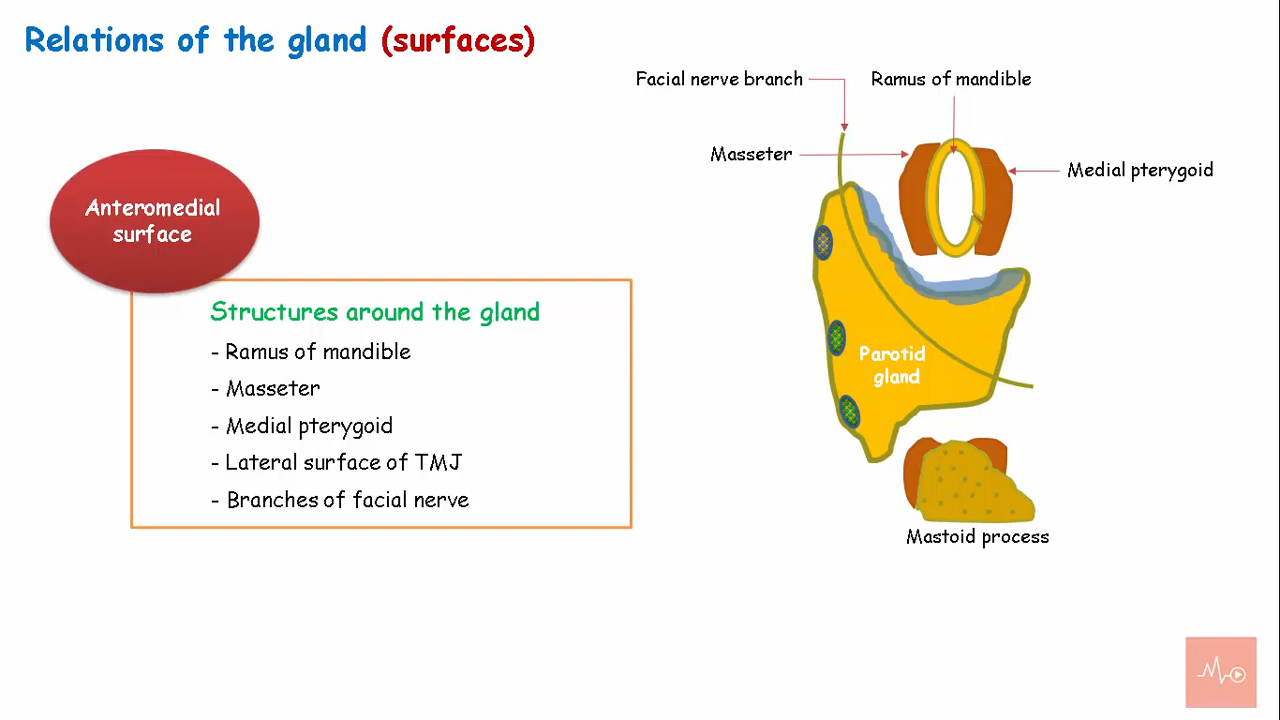 Relations of the gland (surfaces)
Facial nerve branch
Ramus of mandible
Masseter
Medial pterygoid
Anteromedial
surface
Structures around the gland
- Ramus of mandible
- Masseter
- Medial pterygoid
- Lateral surface of TMJ
- Branches of facial nerve
Parotid
gland
Mastoid process